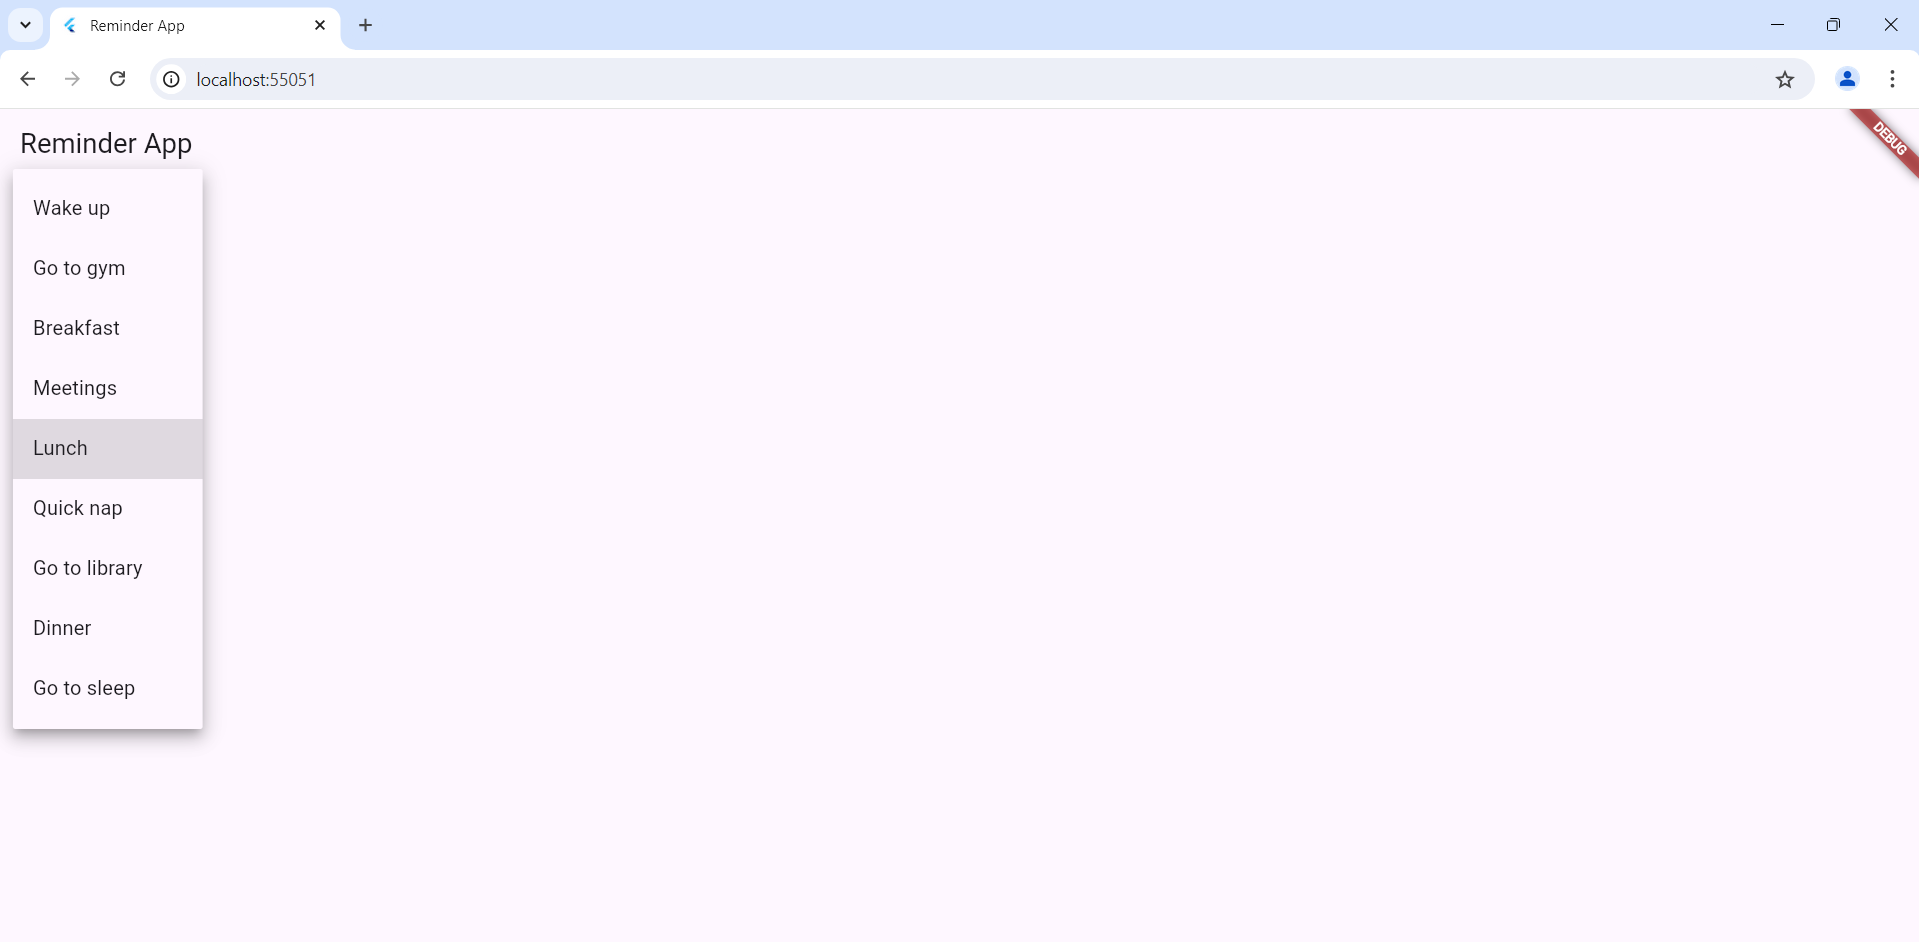 Reminder App
localhost:55051
Reminder App
DEBUG
Wake up
Go to gym
Breakfast
Meetings
Lunch
Quick nap
Go to library
Dinner
Go to sleep